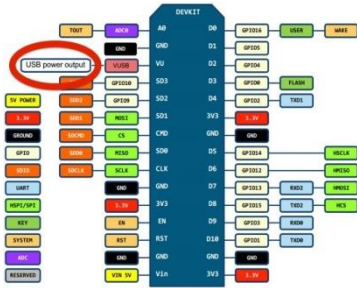 DEVKIT
TOUT ADC0 A0 D0 GPIO16 USER WAKE
GND GND D1 GPIO5
USB power output VUSB VU D2 GPIO4
GPIO10 SD3 D3 GPIO0 FLASH
5V POWER SDD2 GPIO9 SD2 D4 GPIO2 TXD1
3.3V SDD1 MOSI SD1 3V3 3.3V
GROUND SDCMD CS CMD GND GND
GPIO SDD0 MISO SD0 D5 GPIO14 HSCLK
SDIO SDCLK SCLK CLK D6 GPIO12 HMISO
UART GND GND D7 GPIO13 RXD2 HMOSI
HSPI/SPI 3.3V 3V3 D8 GPIO15 TXD2 HCS
KEY EN EN D9 GPIO3 RXD0
SYSTEM RST RST D10 GPIO1 TXD0
ADC GND GND GND GND
RESERVED VIN 5V Vin 3V3 3.3V